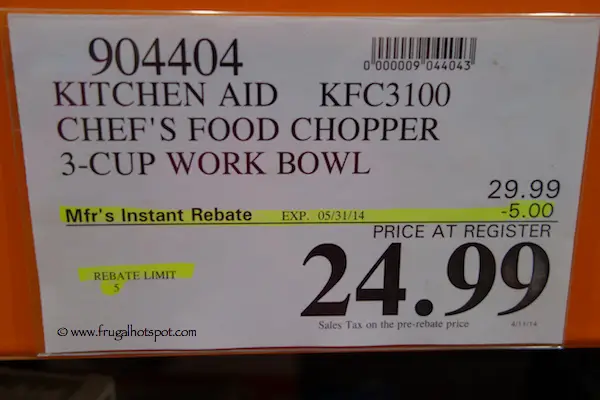 904404
0 000009 044043
KITCHEN AID KFC3100
CHEF'S FOOD CHOPPER
3-CUP WORK BOWL
29.99
Mfr's Instant Rebate EXP. 05/31/14 -5.00
PRICE AT REGISTER
24.99
REBATE LIMIT
5
Sales Tax on the pre-rebate price
© www.frugalhotspot.com